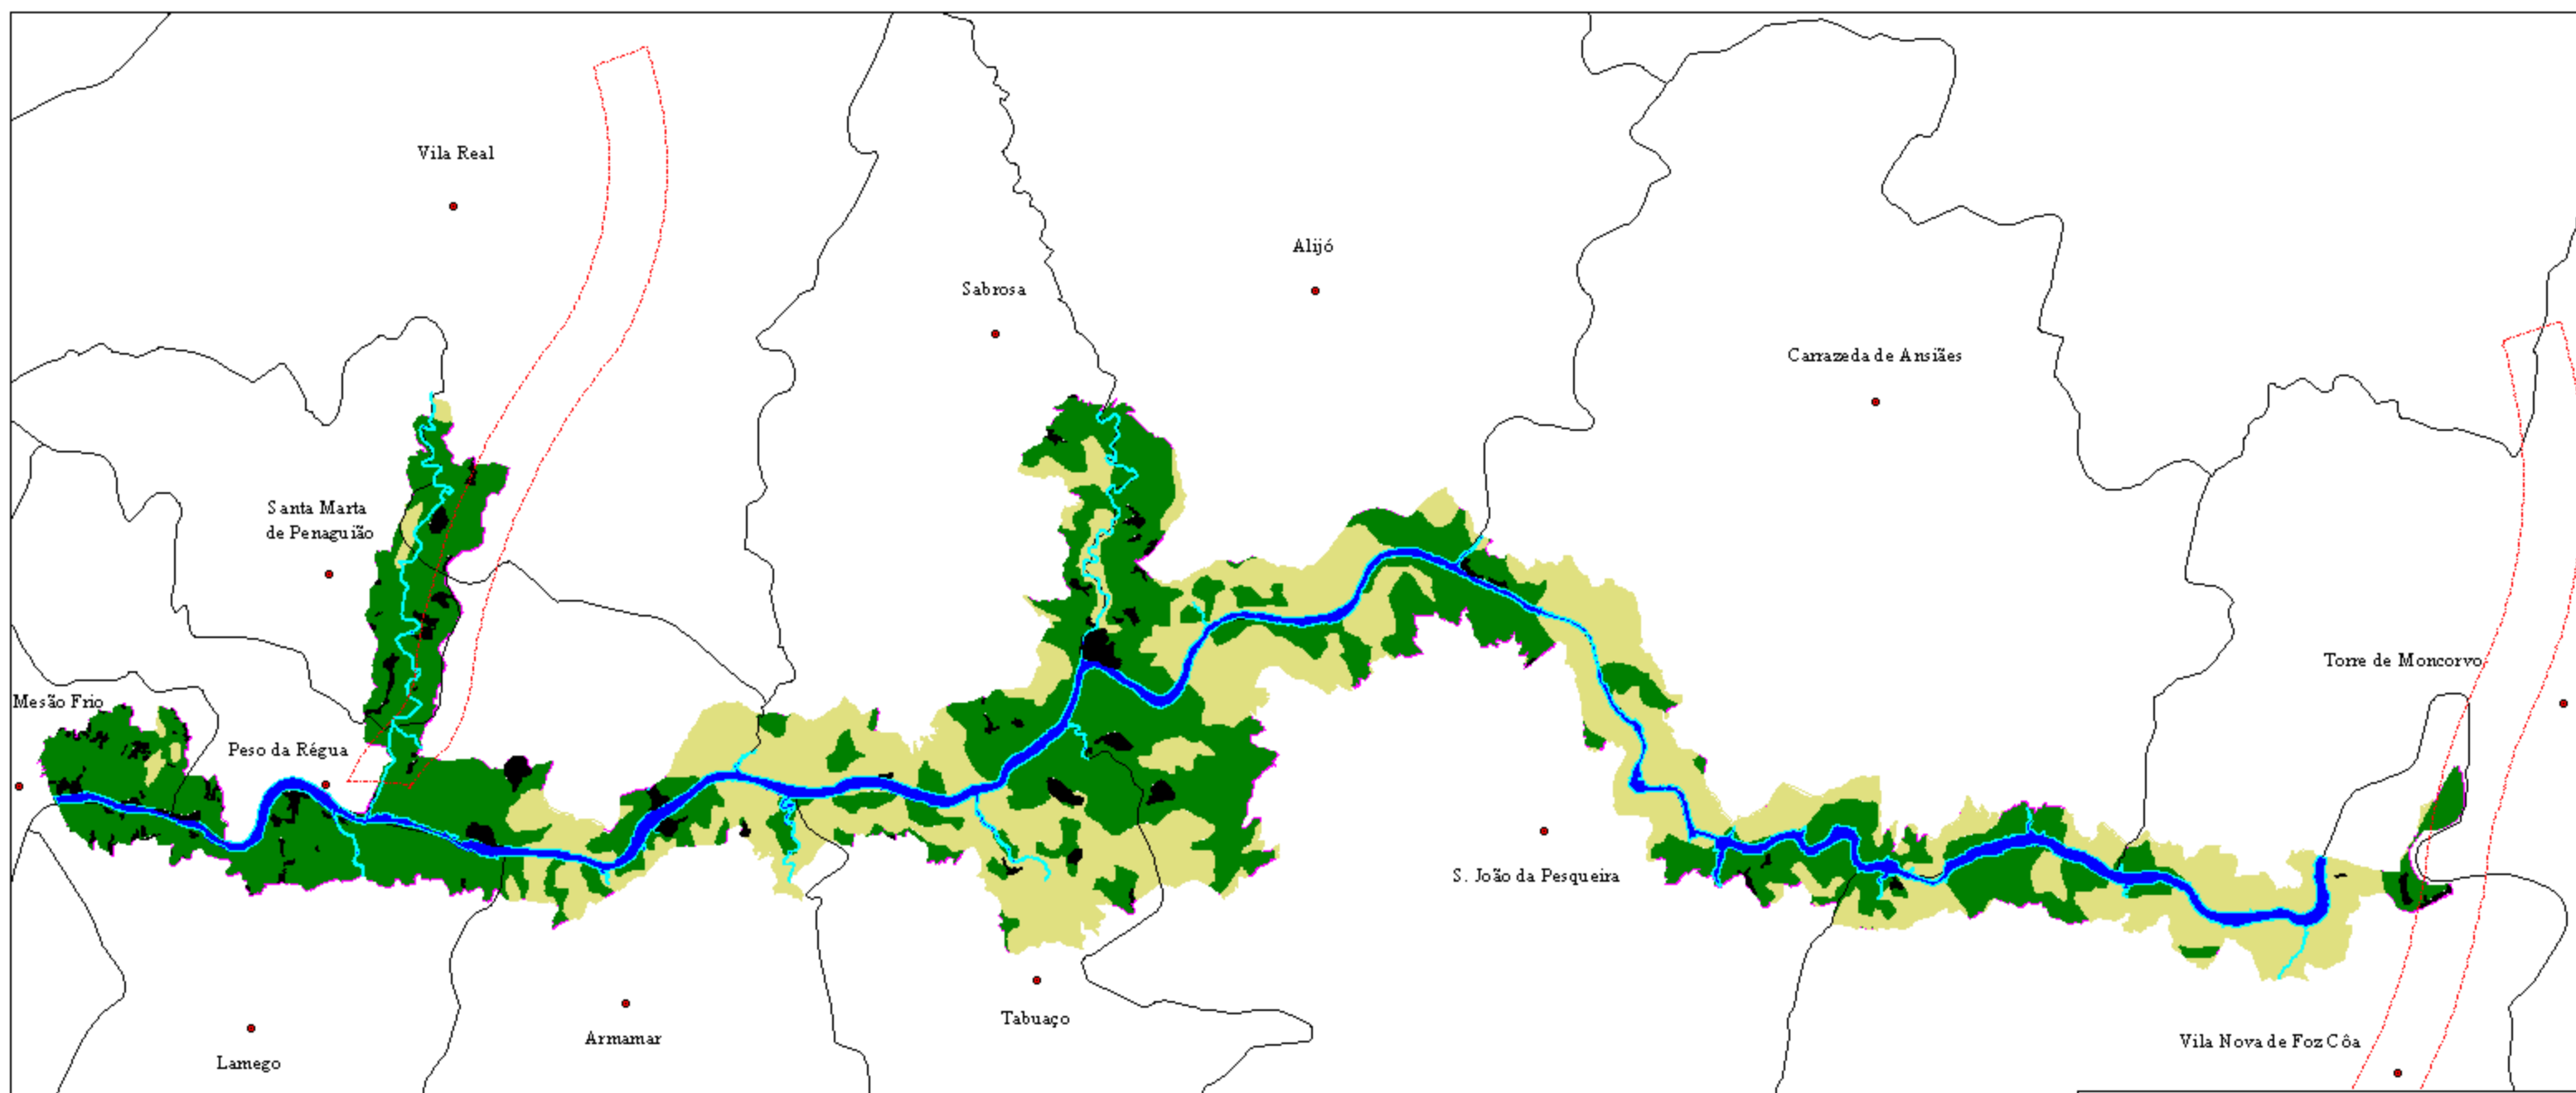 Vila Real
Alijó
Sabrosa
Carrazeda de Ansiães
Santa Marta
de Penaguião
Torre de Moncorvo
Mesão Frio
Peso da Régua
S. João da Pesqueira
Tabuaço
Armamar
Vila Nova de Foz Côa
Lamego